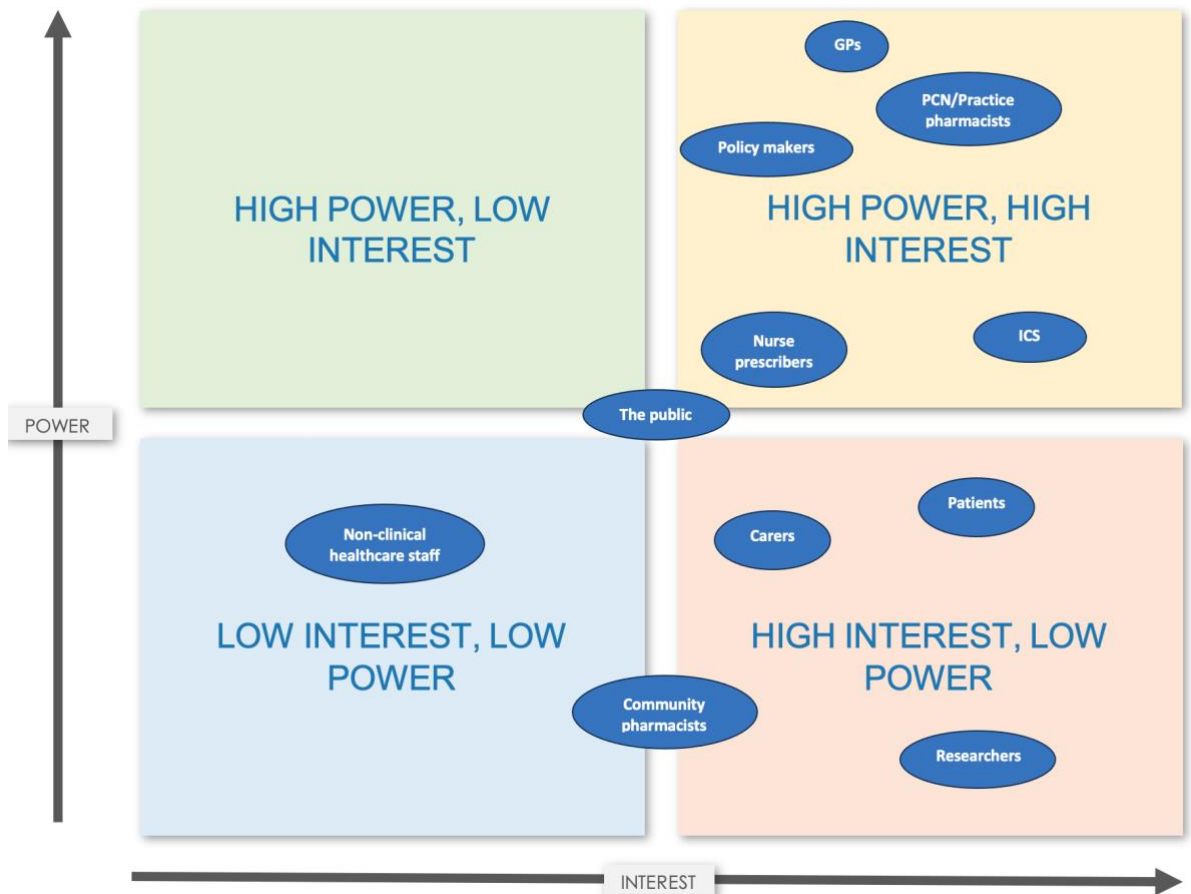 GPs
PCN/Practice
pharmacists
Policy makers
HIGH POWER, LOW
INTEREST
HIGH POWER, HIGH
INTEREST
Nurse
prescribers
ICS
The public
POWER
Non-clinical
healthcare staff
Carers
Patients
LOW INTEREST, LOW
POWER
HIGH INTEREST, LOW
POWER
Community
pharmacists
Researchers
INTEREST